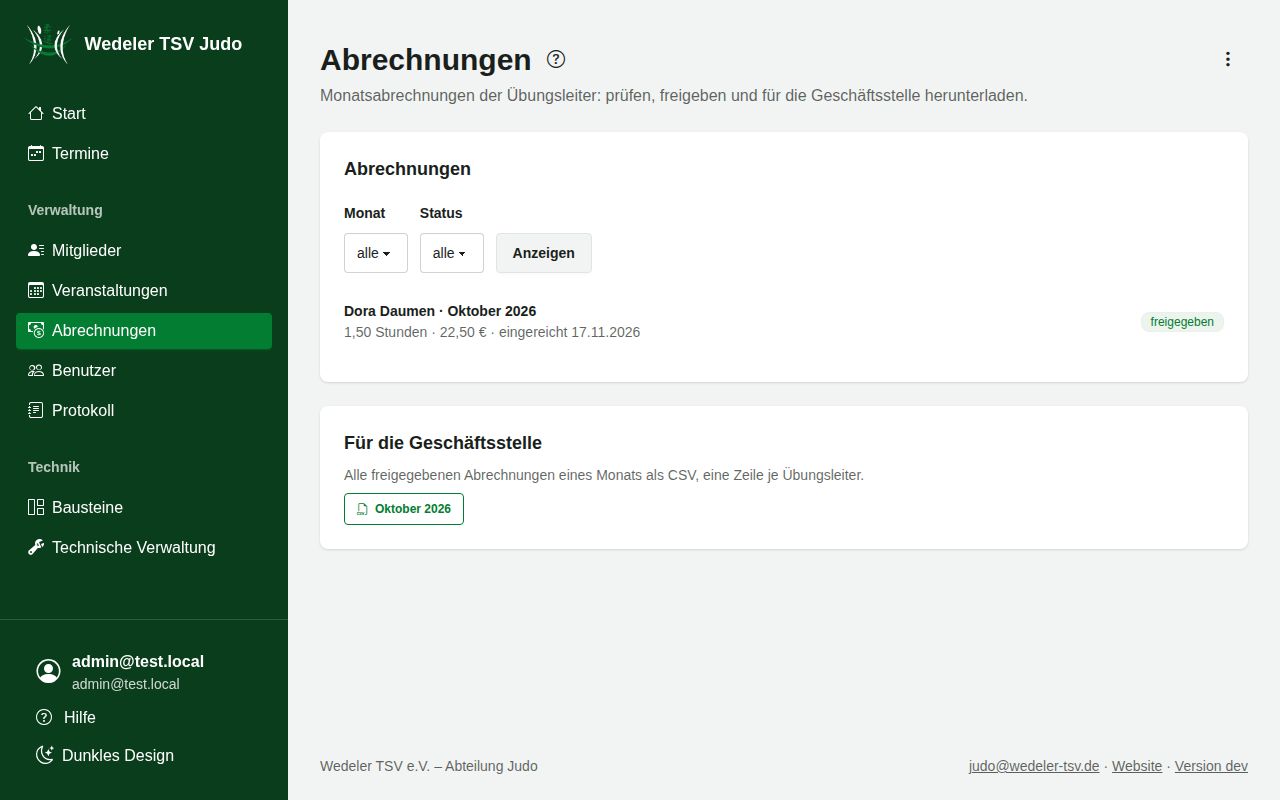 Wedeler TSV Judo
Start
Termine
Verwaltung
Mitglieder
Veranstaltungen
Abrechnungen
Benutzer
Protokoll
Technik
Bausteine
Technische Verwaltung
admin@test.local
admin@test.local
Hilfe
Dunkles Design
Abrechnungen
Monatsabrechnungen der Übungsleiter: prüfen, freigeben und für die Geschäftsstelle herunterladen.
Abrechnungen
Monat Status
alle alle Anzeigen
Dora Daumen · Oktober 2026
1,50 Stunden · 22,50 € · eingereicht 17.11.2026
freigegeben
Für die Geschäftsstelle
Alle freigegebenen Abrechnungen eines Monats als CSV, eine Zeile je Übungsleiter.
Oktober 2026
Wedeler TSV e.V. – Abteilung Judo
judo@wedeler-tsv.de · Website · Version dev